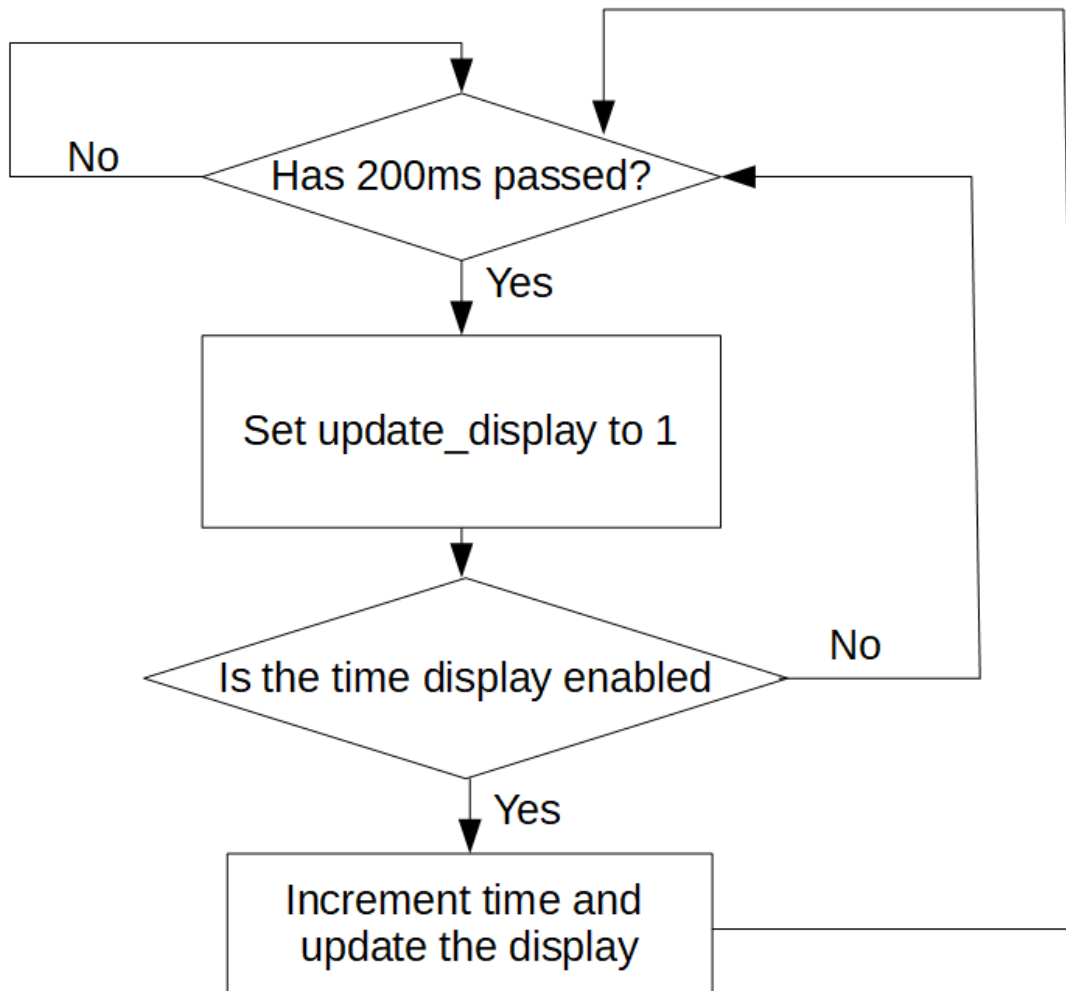 No
Has 200ms passed?
Yes
Set update_display to 1
No
Is the time display enabled
Yes
Increment time and
update the display